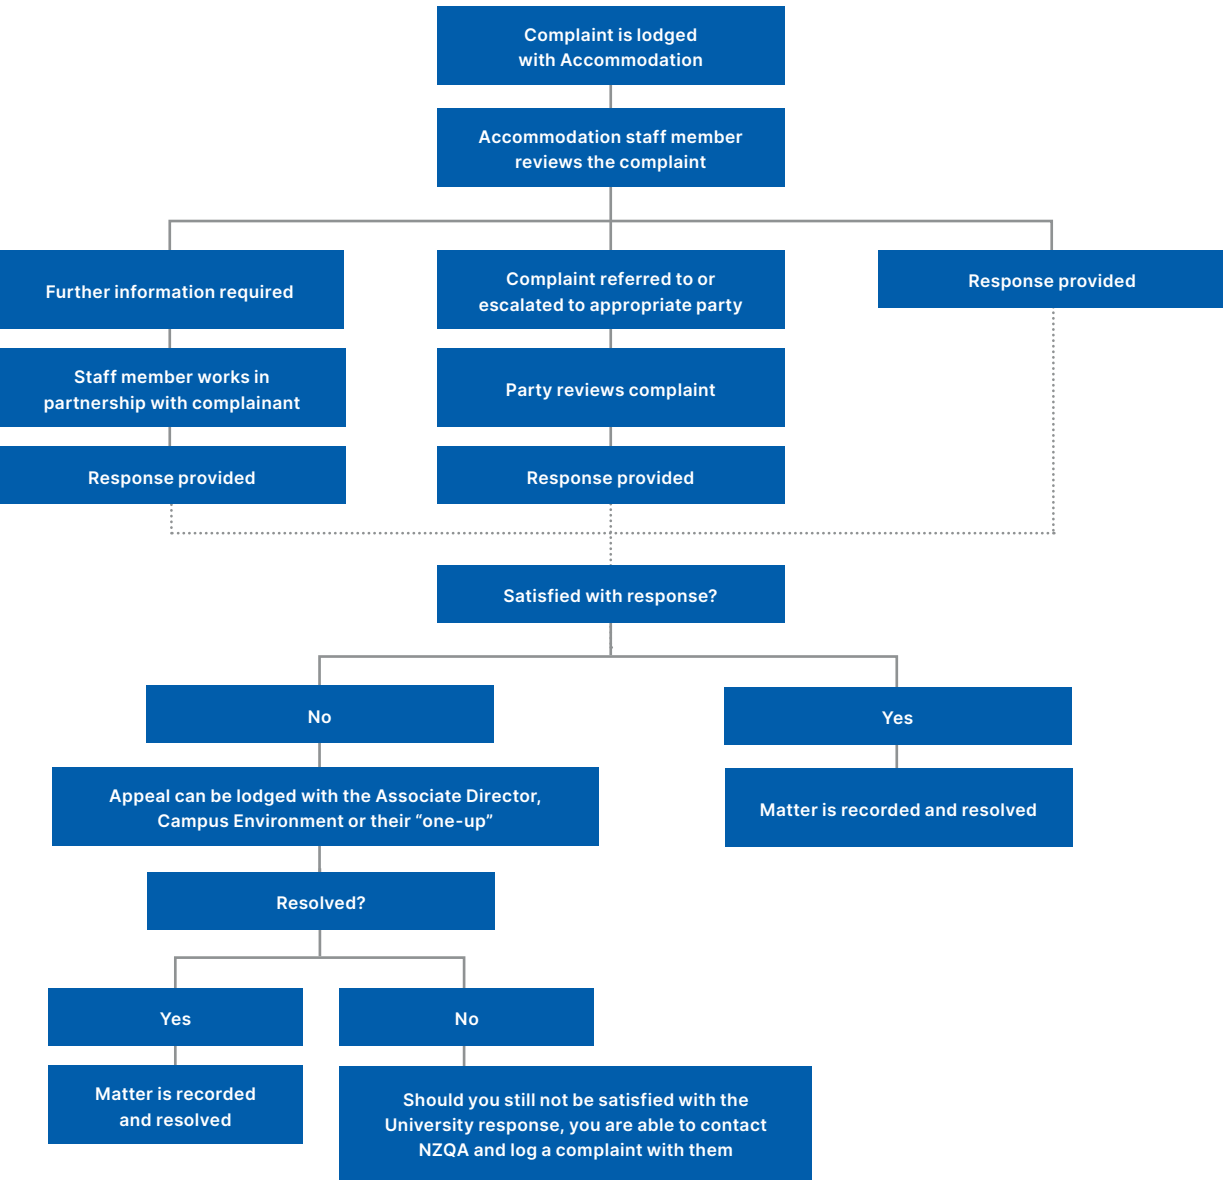 Complaint is lodged
with Accommodation
Accommodation staff member
reviews the complaint
Further information required
Complaint referred to or
escalated to appropriate party
Response provided
Staff member works in
partnership with complainant
Party reviews complaint
Response provided
Response provided
Satisfied with response?
No
Yes
Appeal can be lodged with the Associate Director,
Campus Environment or their “one-up”
Matter is recorded and resolved
Resolved?
Yes
No
Matter is recorded
and resolved
Should you still not be satisfied with the
University response, you are able to contact
NZQA and log a complaint with them